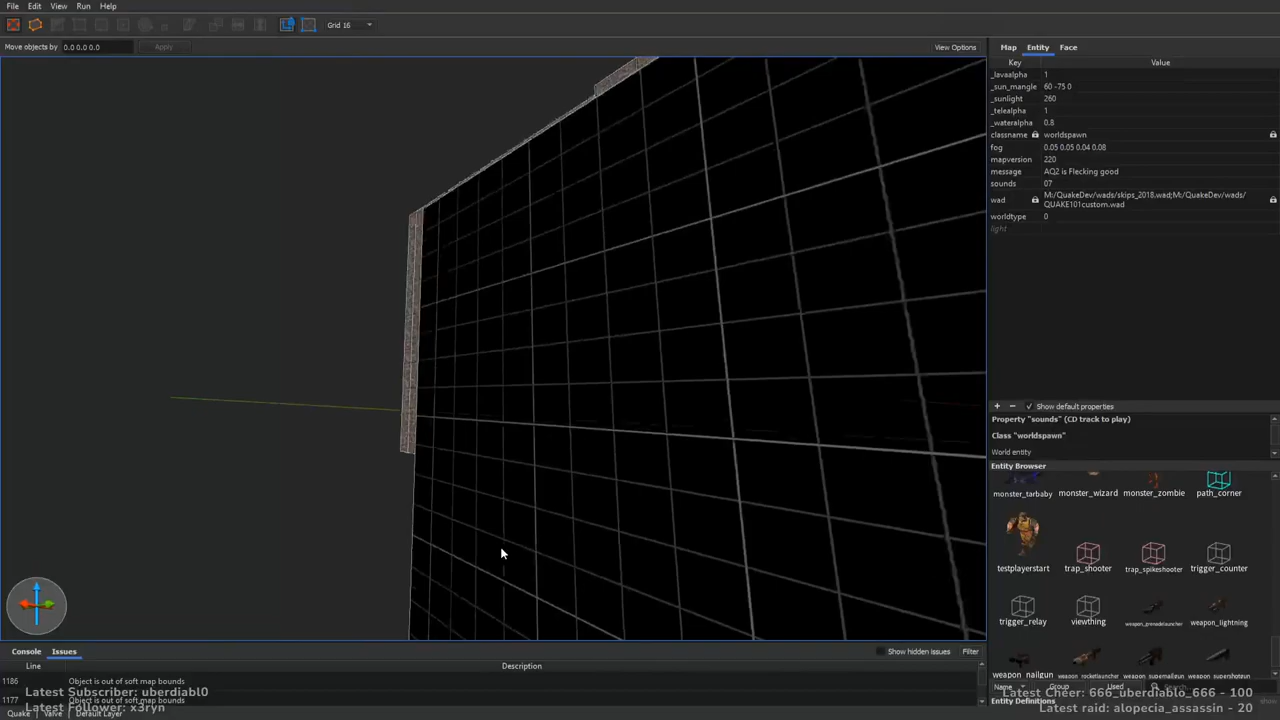 File Edit View Run Help
Grid 16
Move objects by 0.0 0.0 0.0 Apply
View Options
Map Entity Face
Key Value
_lavaalpha 1
_sun_mangle 60 -75 0
_sunlight 260
_telealpha 1
_wateralpha 0.8
classname worldspawn
fog 0.05 0.05 0.04 0.08
mapversion 220
message AQ2 is Flecking good
sounds 07
wad M:/QuakeDev/wads/skips_2018.wad;M:/QuakeDev/wads/
QUAKE101custom.wad
worldtype 0
light
+ − Show default properties
Property "sounds" (CD track to play)
Class "worldspawn"
World entity
Entity Browser
monster_tarbaby monster_wizard monster_zombie path_corner
testplayerstart trap_shooter trap_spikeshooter trigger_counter
trigger_relay viewthing weapon_grenadelauncher weapon_lightning
weapon_nailgun weapon_rocketlauncher weapon_supernailgun weapon_supershotgun
Name Group Used Search...
Entity Definitions
Console Issues
Show hidden issues Filter
Line Description
1186 Object is out of soft map bounds
1177 Object is out of soft map bounds
Quake Valve Default Layer
Latest Subscriber: uberdiabl0
Latest Follower: x3ryn
Latest Cheer: 666_uberdiablo_666 - 100
Latest raid: alopecia_assassin - 20